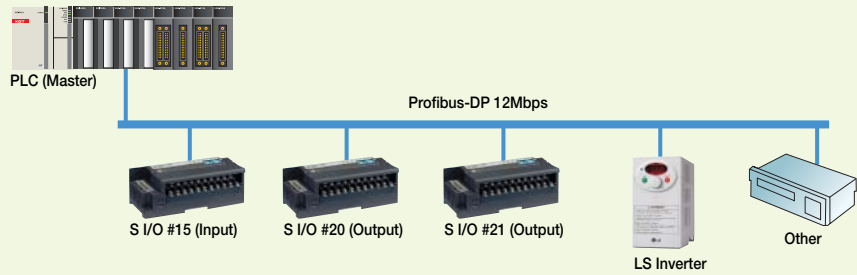 PLC (Master)
Profibus-DP 12Mbps
S I/O #15 (Input)
S I/O #20 (Output)
S I/O #21 (Output)
Other
LS Inverter